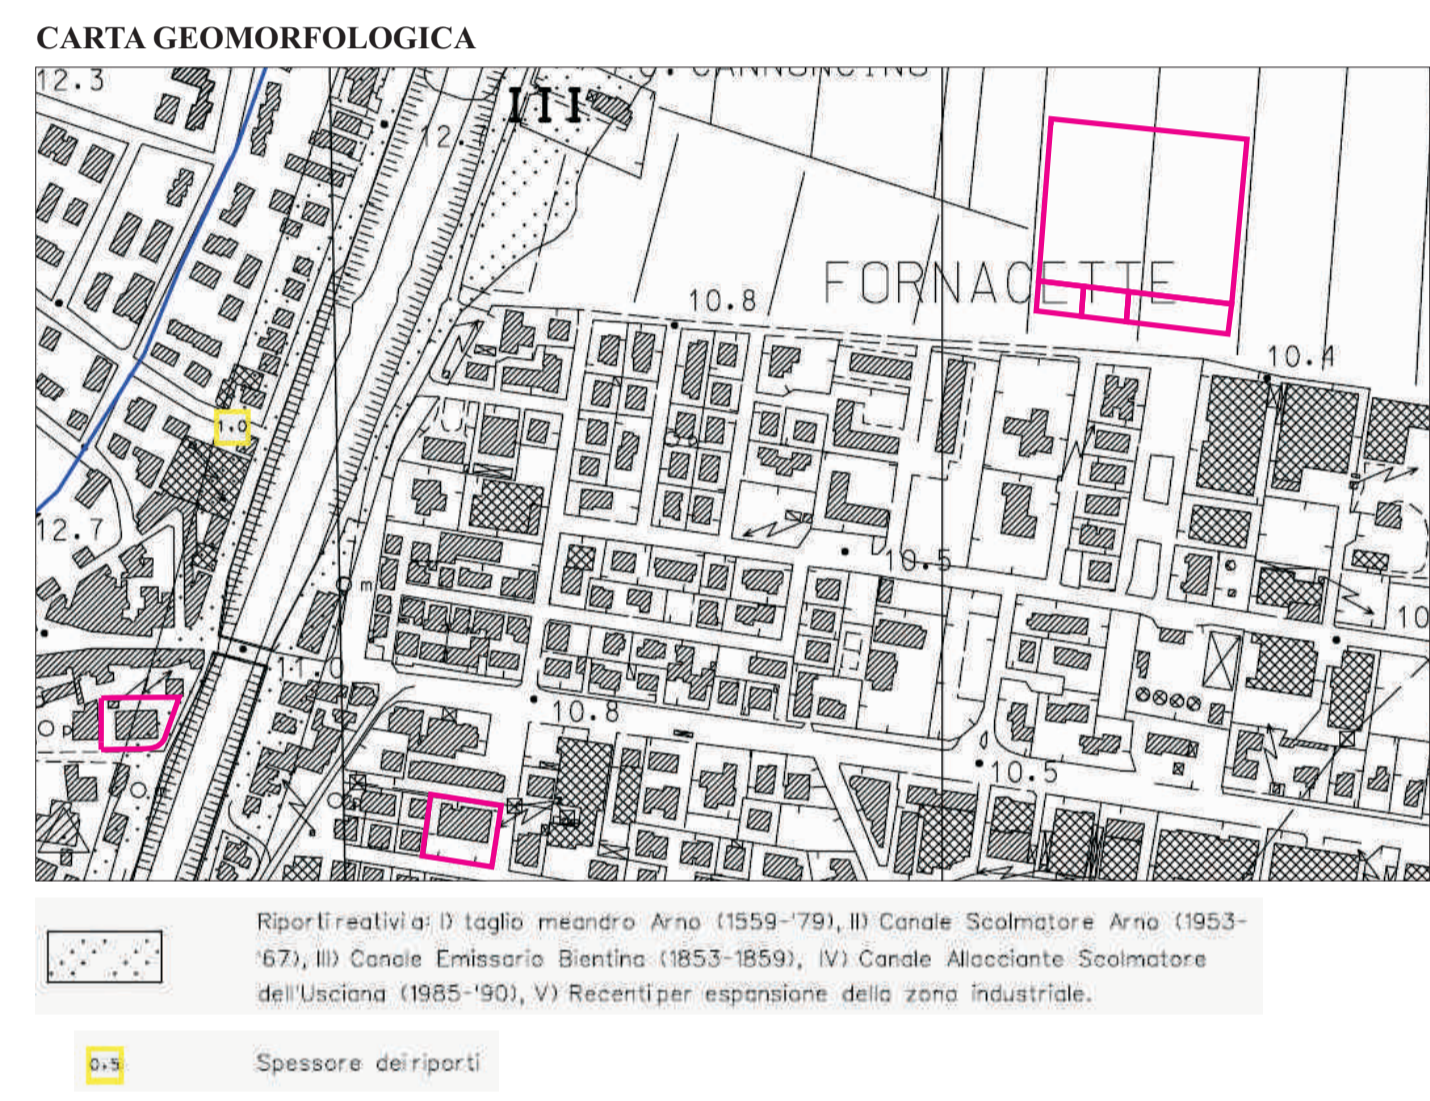 CARTA GEOMORFOLOGICA
12.3
III
12.
FORNACETTE
10.8
10.4
1.0
12.7
10.5
m
10
11.0
10.8
p
10.5
Riporti reativi a: I) taglio meandro Arno (1559-'79), II) Canale Scolmatore Arno (1953-
'67), III) Canale Emissario Bientina (1853-1859), IV) Canale Allacciante Scolmatore
dell'Usciana (1985-'90), V) Recenti per espansione della zona industriale.
0.5
Spessore dei riporti